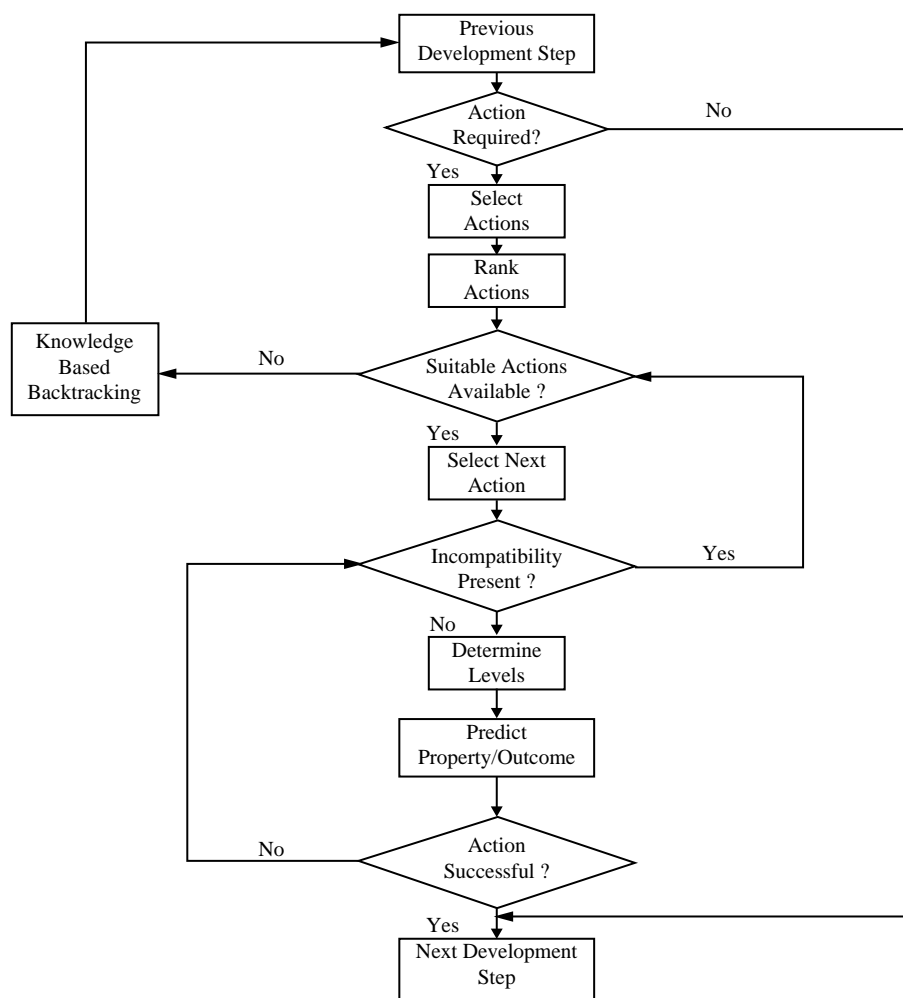 Previous
Development Step
Action
Required?
No
Yes
Select
Actions
Rank
Actions
Knowledge
Based
Backtracking
No
Suitable Actions
Available ?
Yes
Select Next
Action
Incompatibility
Present ?
Yes
No
Determine
Levels
Predict
Property/Outcome
Action
Successful ?
No
Yes
Next Development
Step